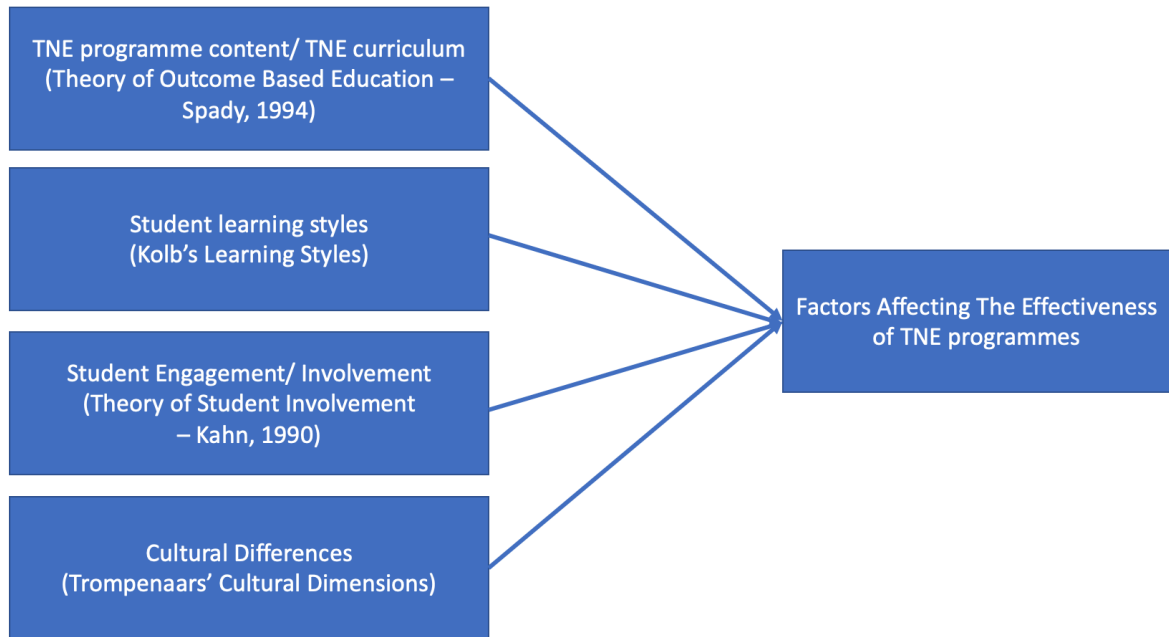 TNE programme content/ TNE curriculum
(Theory of Outcome Based Education –
Spady, 1994)
Student learning styles
(Kolb’s Learning Styles)
Student Engagement/ Involvement
(Theory of Student Involvement
– Kahn, 1990)
Cultural Differences
(Trompenaars’ Cultural Dimensions)
Factors Affecting The Effectiveness
of TNE programmes